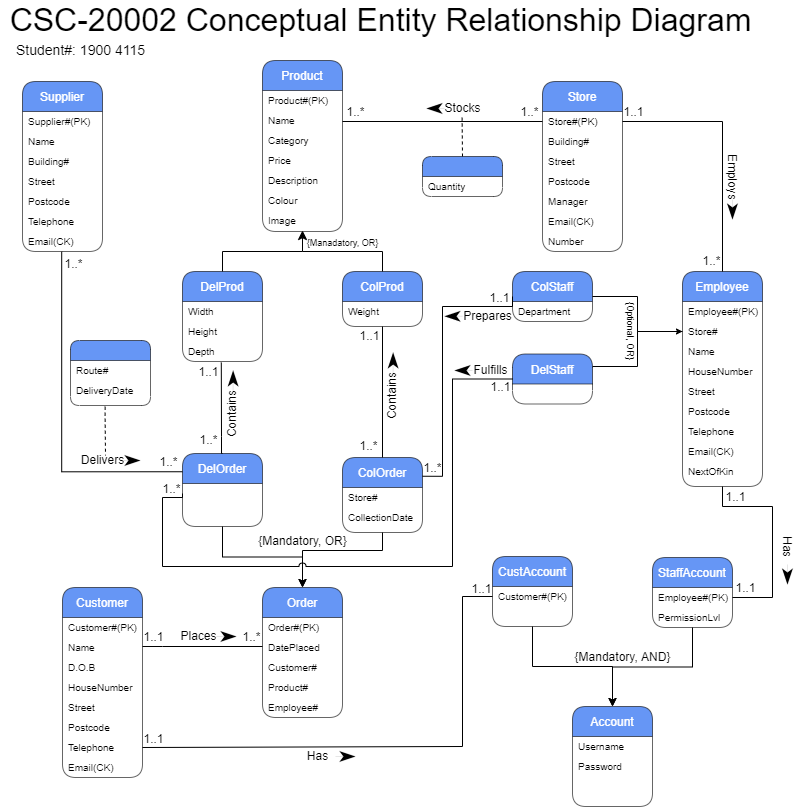 CSC-20002 Conceptual Entity Relationship Diagram
Student#: 1900 4115
Supplier
Supplier#(PK)
Name
Building#
Street
Postcode
Telephone
Email(CK)
1..*
Product
Product#(PK)
Name
Category
Price
Description
Colour
Image
1..*
Stocks
1..*
Quantity
Store
Store#(PK)
Building#
Street
Postcode
Manager
Email(CK)
Number
1..1
Employs
1..*
{Manadatory, OR}
DelProd
Width
Height
Depth
1..1
Contains
1..*
ColProd
Weight
1..1
Contains
1..*
ColStaff
Department
1..1
Prepares
1..*
DelStaff
Fulfills
1..1
{Optional, OR}
Employee
Employee#(PK)
Store#
Name
HouseNumber
Street
Postcode
Telephone
Email(CK)
NextOfKin
1..1
Has
Route#
DeliveryDate
Delivers
1..*
1..*
DelOrder
ColOrder
Store#
CollectionDate
{Mandatory, OR}
Customer
Customer#(PK)
Name
D.O.B
HouseNumber
Street
Postcode
Telephone
Email(CK)
1..1
Places
1..*
Order
Order#(PK)
DatePlaced
Customer#
Product#
Employee#
1..1
Has
1..1
CustAccount
Customer#(PK)
StaffAccount
Employee#(PK)
PermissionLvl
1..1
{Mandatory, AND}
Account
Username
Password